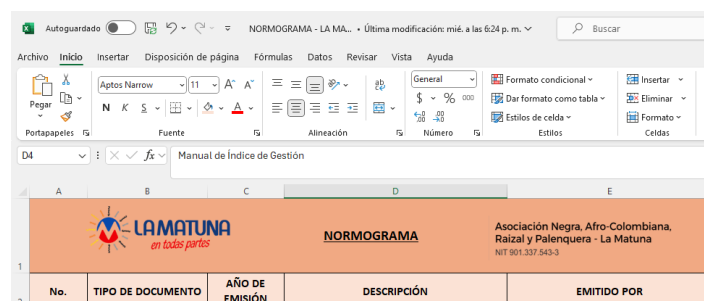 Autoguardado
NORMOGRAMA - LA MA... • Última modificación: mié. a las 6:24 p. m.
Buscar
Archivo Inicio Insertar Disposición de página Fórmulas Datos Revisar Vista Ayuda
Pegar
Aptos Narrow 11 A A
N K S A
ab
General
$ % 000
Formato condicional
Dar formato como tabla
Estilos de celda
Insertar
Eliminar
Formato
Portapapeles Fuente Alineación Número Estilos Celdas
D4 fx Manual de Índice de Gestión
A B C D E
1
LA MATUNA
en todas partes
NORMOGRAMA
Asociación Negra, Afro-Colombiana,
Raizal y Palenquera - La Matuna
NIT 901.337.543-3
No. TIPO DE DOCUMENTO AÑO DE EMISIÓN DESCRIPCIÓN EMITIDO POR